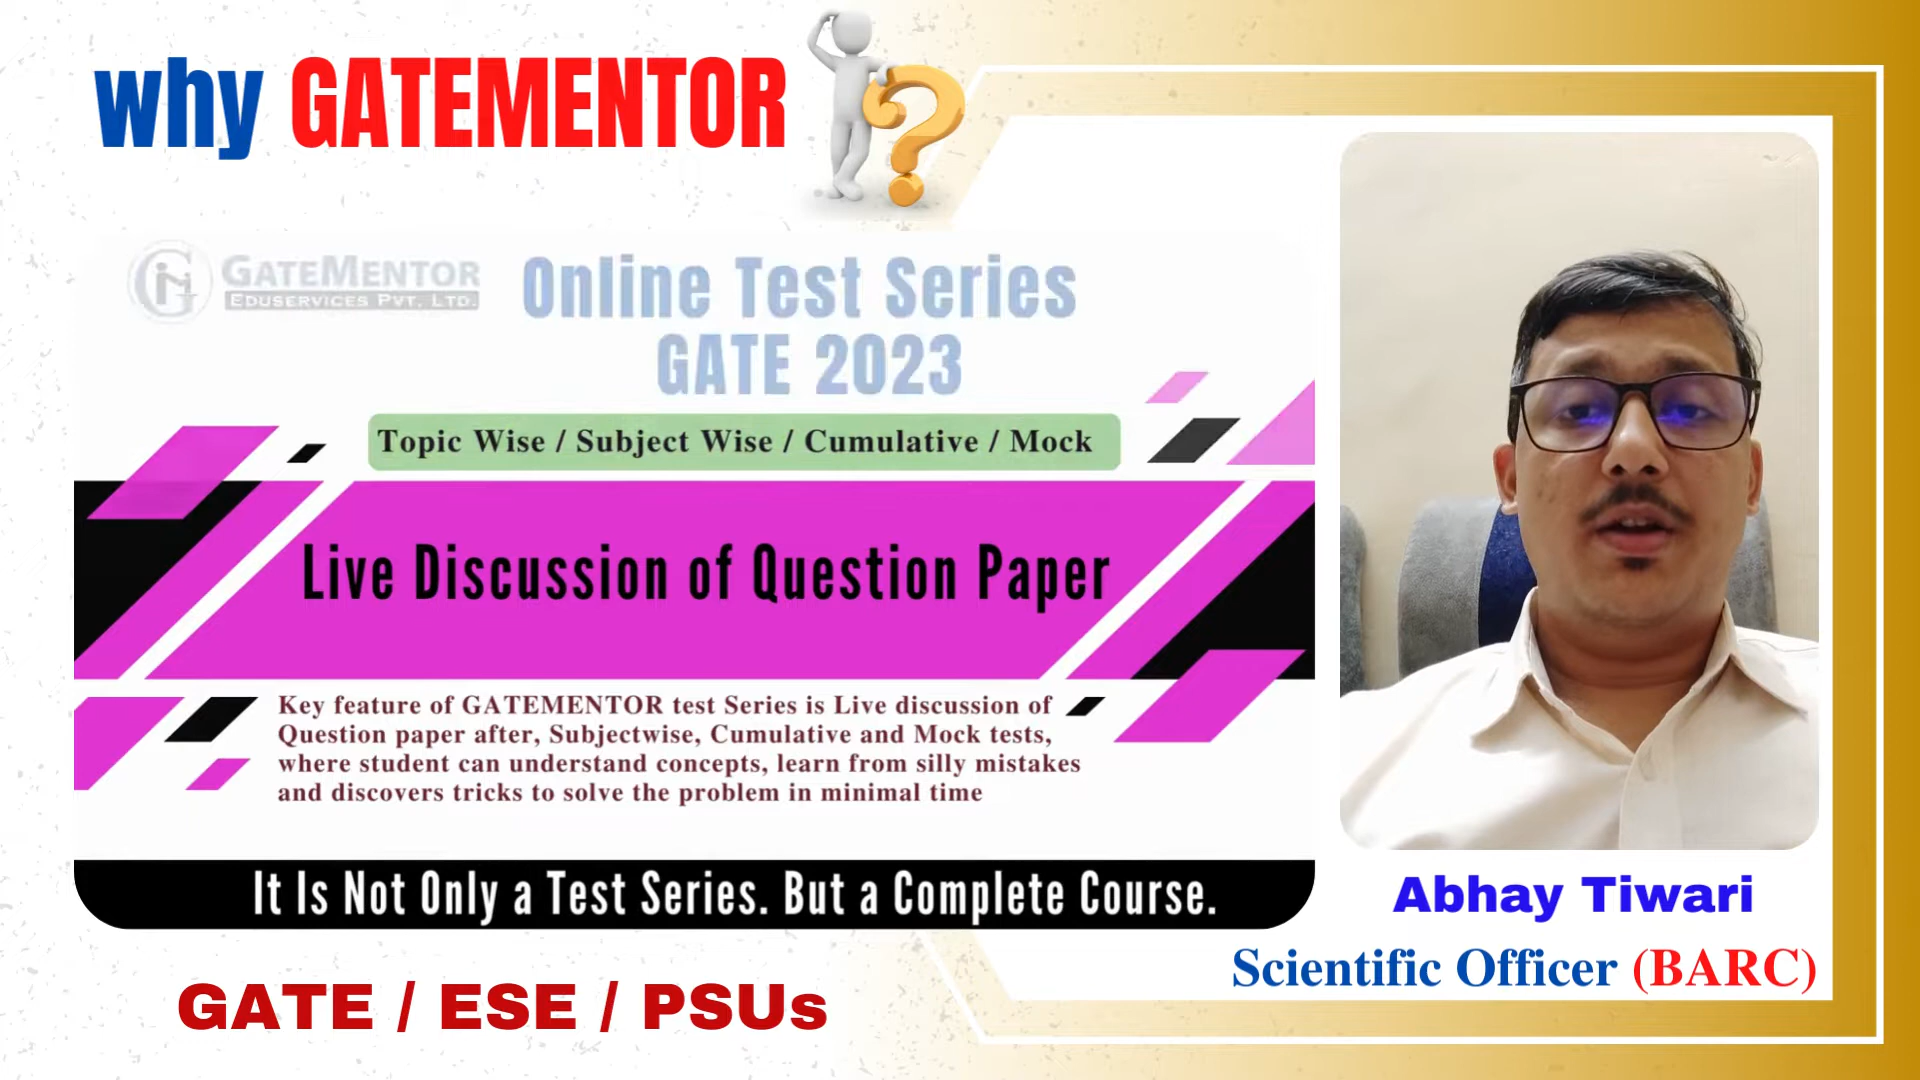 why GATEMENTOR
GATEMENTOR
EDUSERVICES PVT. LTD.
Online Test Series
GATE 2023
Topic Wise / Subject Wise / Cumulative / Mock
Live Discussion of Question Paper
Key feature of GATEMENTOR test Series is Live discussion of
Question paper after, Subjectwise, Cumulative and Mock tests,
where student can understand concepts, learn from silly mistakes
and discovers tricks to solve the problem in minimal time
It Is Not Only a Test Series. But a Complete Course.
GATE / ESE / PSUs
Abhay Tiwari
Scientific Officer (BARC)